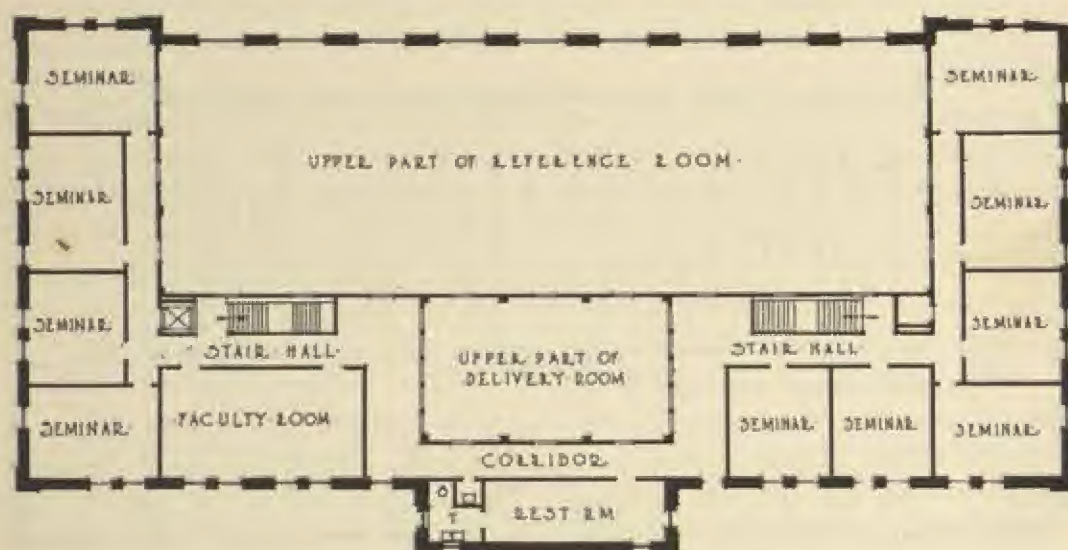 SEMINAR
SEMINAR
UPPER PART OF REFERENCE ROOM
SEMINAR
SEMINAR
SEMINAR
SEMINAR
STAIR HALL
UPPER PART OF
DELIVERY ROOM
STAIR HALL
SEMINAR
SEMINAR
FACULTY ROOM
SEMINAR
SEMINAR
SEMINAR
CORRIDOR
REST RM
T